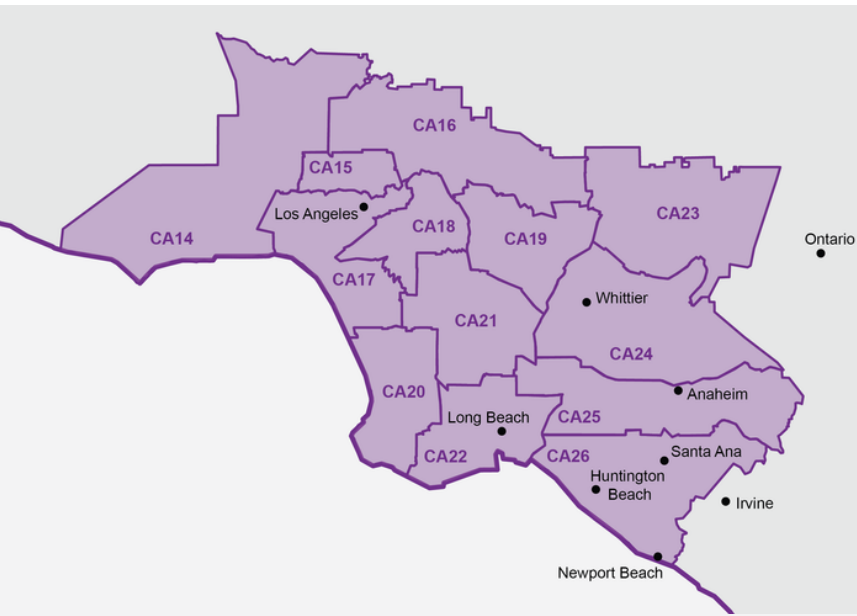 CA16
CA15
Los Angeles
CA18
CA23
CA14
CA19
Ontario
CA17
Whittier
CA21
CA24
CA20
Anaheim
Long Beach
CA25
CA22
CA26
Santa Ana
Huntington
Beach
Irvine
Newport Beach